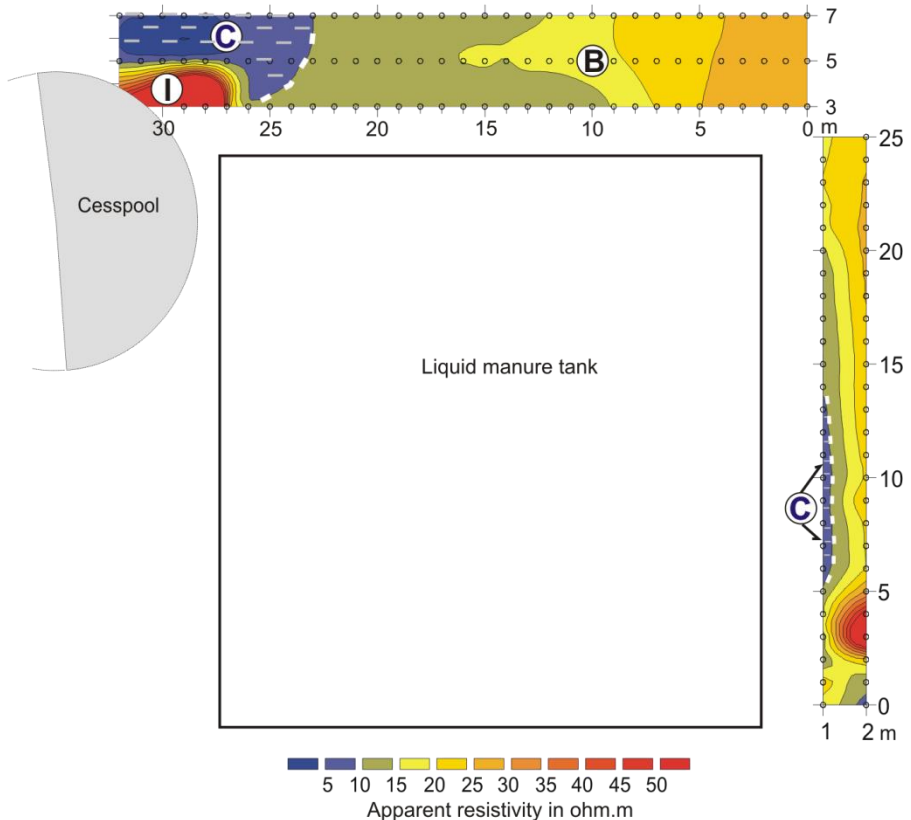 7
C
B
5
I
3
30 25 20 15 10 5 0 m
25
Cesspool
20
Liquid manure tank
15
10
C
5
0
1 2 m
5 10 15 20 25 30 35 40 45 50
Apparent resistivity in ohm.m